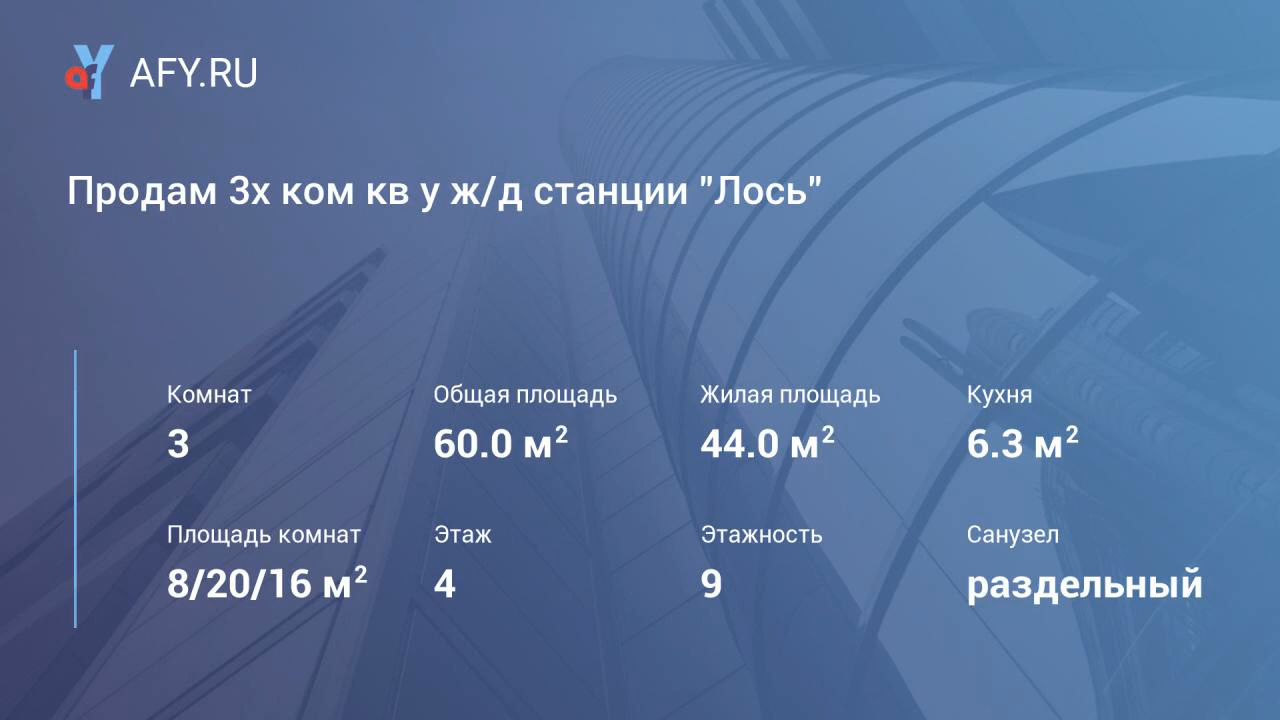 AFY.RU
Продам 3х ком кв у ж/д станции "Лось"
Комнат
3
Общая площадь
60.0 м²
Жилая площадь
44.0 м²
Кухня
6.3 м²
Площадь комнат
8/20/16 м²
Этаж
4
Этажность
9
Санузел
раздельный